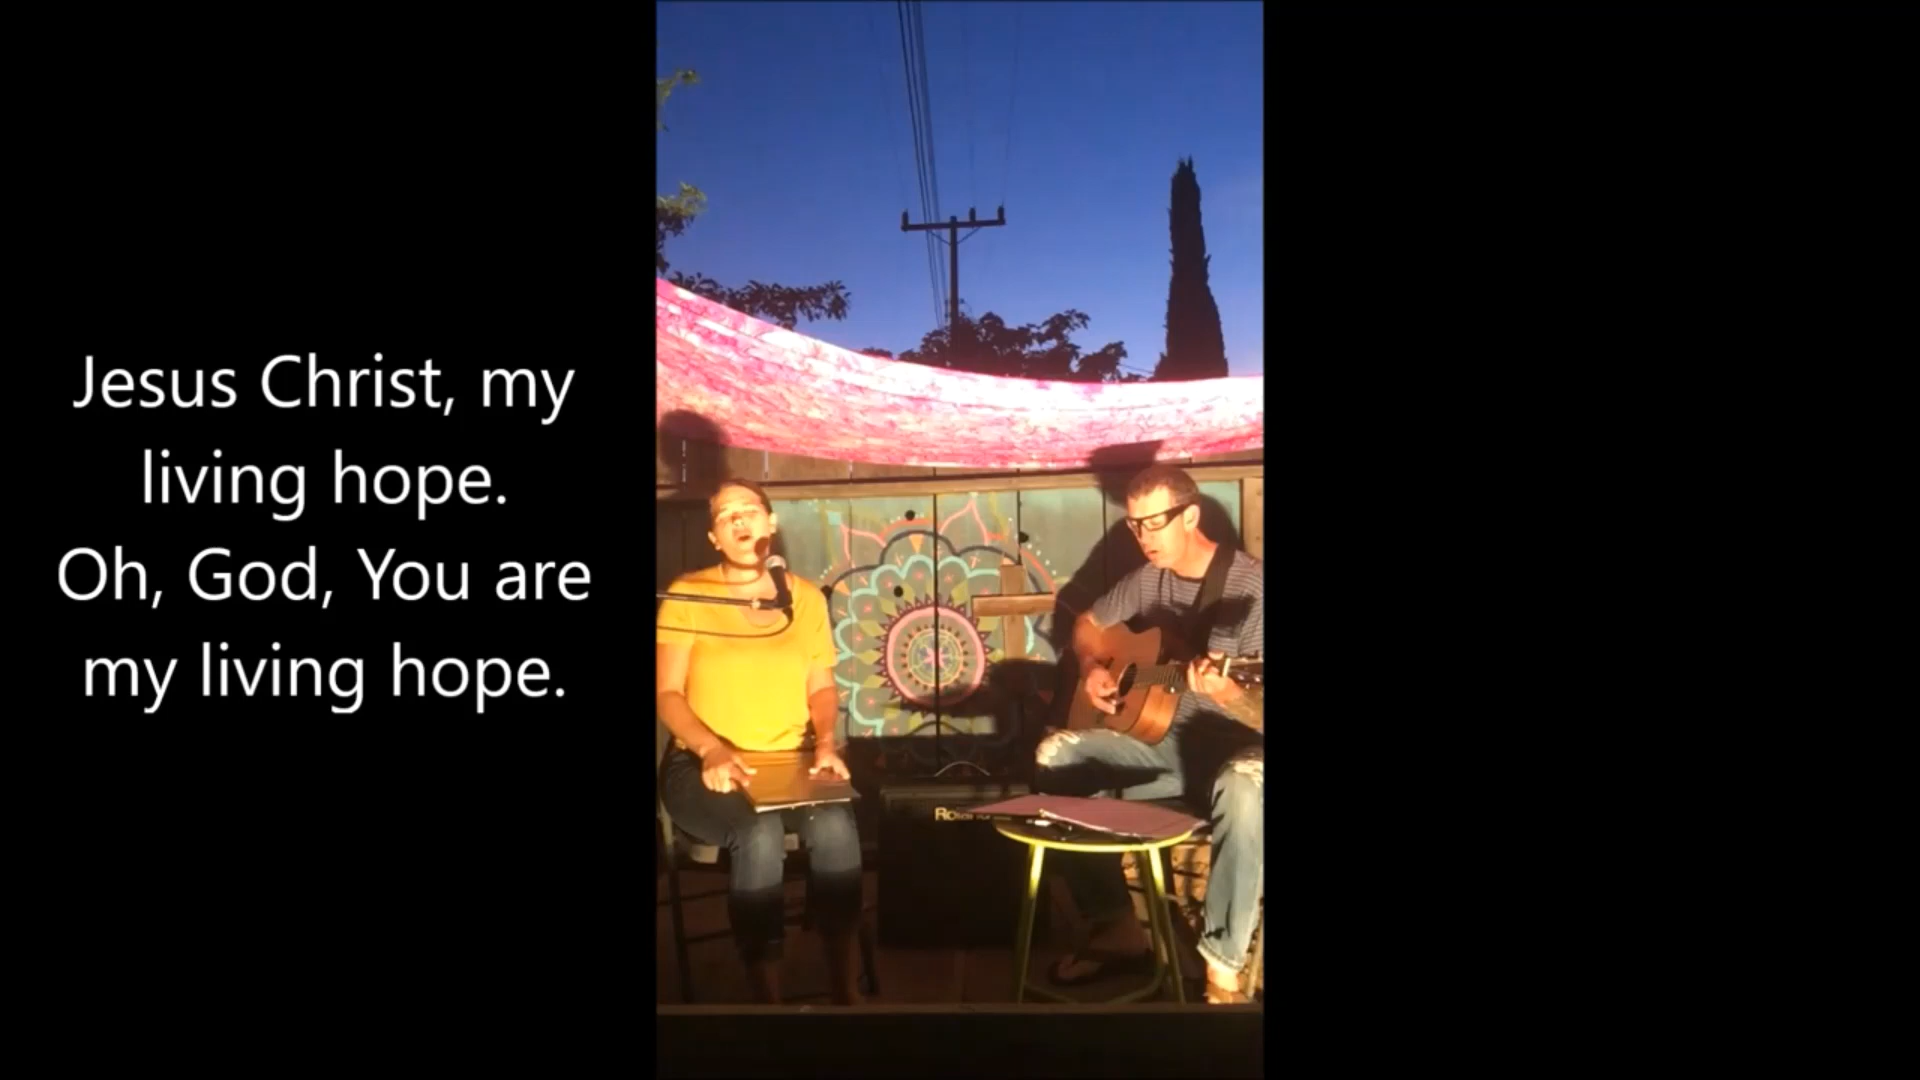 Jesus Christ, my
living hope.
Oh, God, You are
my living hope.